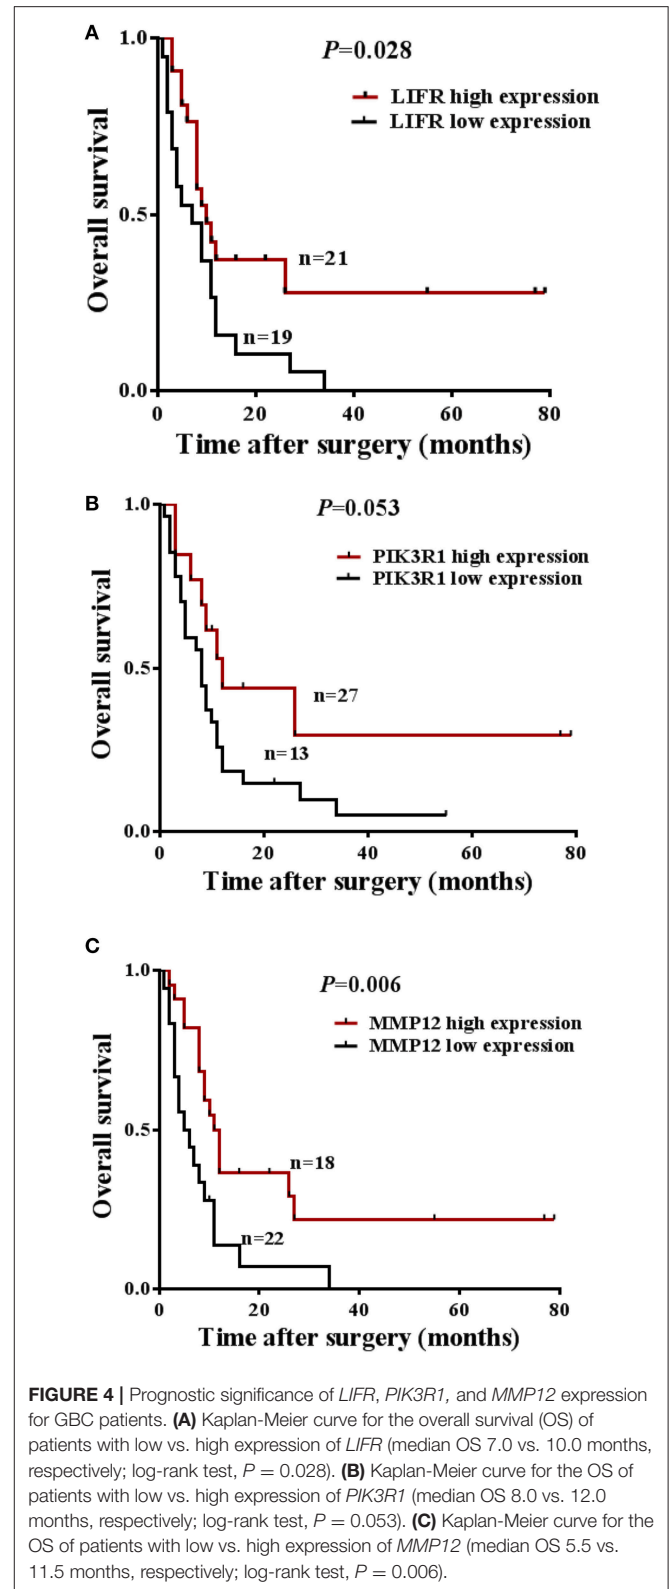 A
1.0
P=0.028
LIFR high expression
LIFR low expression
Overall survival
0.5
n=21
n=19
0.0
0 20 40 60 80
Time after surgery (months)
B
1.0
P=0.053
PIK3R1 high expression
PIK3R1 low expression
Overall survival
0.5
n=27
n=13
0.0
0 20 40 60 80
Time after surgery (months)
C
1.0
P=0.006
MMP12 high expression
MMP12 low expression
Overall survival
0.5
n=18
n=22
0.0
0 20 40 60 80
Time after surgery (months)
FIGURE 4 | Prognostic significance of LIFR, PIK3R1, and MMP12 expression
for GBC patients. (A) Kaplan-Meier curve for the overall survival (OS) of
patients with low vs. high expression of LIFR (median OS 7.0 vs. 10.0 months,
respectively; log-rank test, P = 0.028). (B) Kaplan-Meier curve for the OS of
patients with low vs. high expression of PIK3R1 (median OS 8.0 vs. 12.0
months, respectively; log-rank test, P = 0.053). (C) Kaplan-Meier curve for the
OS of patients with low vs. high expression of MMP12 (median OS 5.5 vs.
11.5 months, respectively; log-rank test, P = 0.006).